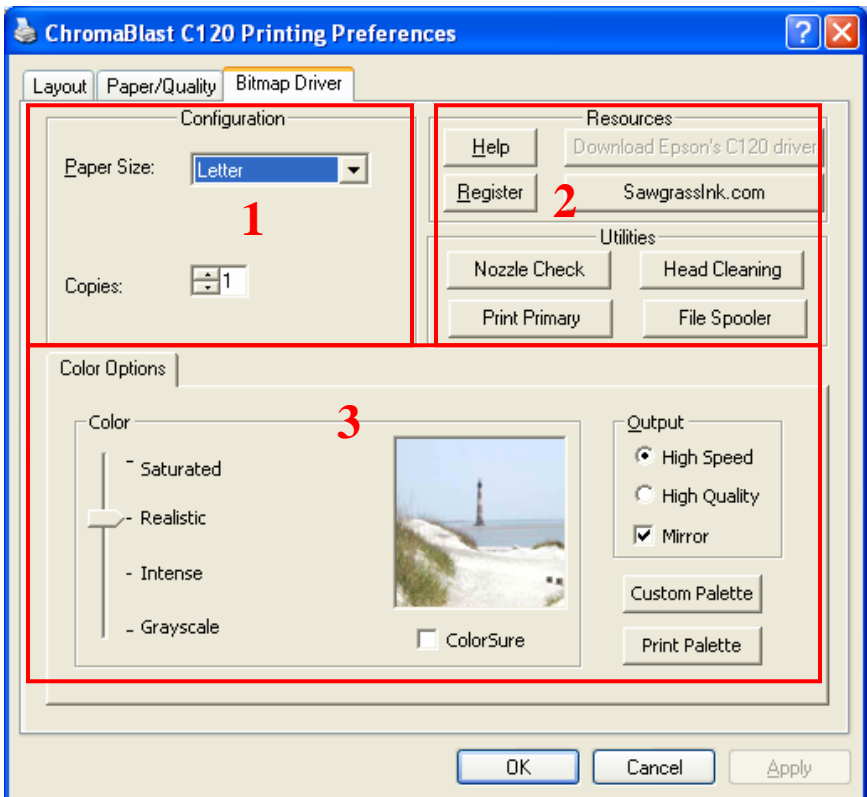 ChromaBlast C120 Printing Preferences
Layout Paper/Quality Bitmap Driver
Configuration
Paper Size: Letter
1
Copies: 1
Resources
Help Download Epson's C120 driver
2
Register SawgrassInk.com
Utilities
Nozzle Check Head Cleaning
Print Primary File Spooler
Color Options
3
Color
Saturated
Realistic
Intense
Grayscale
ColorSure
Output
High Speed
High Quality
Mirror
Custom Palette
Print Palette
OK Cancel Apply